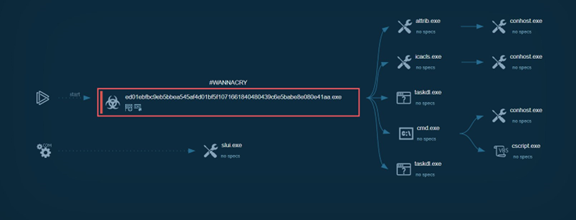 #WANNACRY
start
ed01ebfbc9eb5bbea545af4d01bf5f1071661840480439c6e5babe8e080e41aa.exe
attrib.exe
no specs
conhost.exe
no specs
icacls.exe
no specs
conhost.exe
no specs
taskdl.exe
no specs
cmd.exe
no specs
conhost.exe
no specs
cscript.exe
no specs
taskdl.exe
no specs
COM
slui.exe
no specs